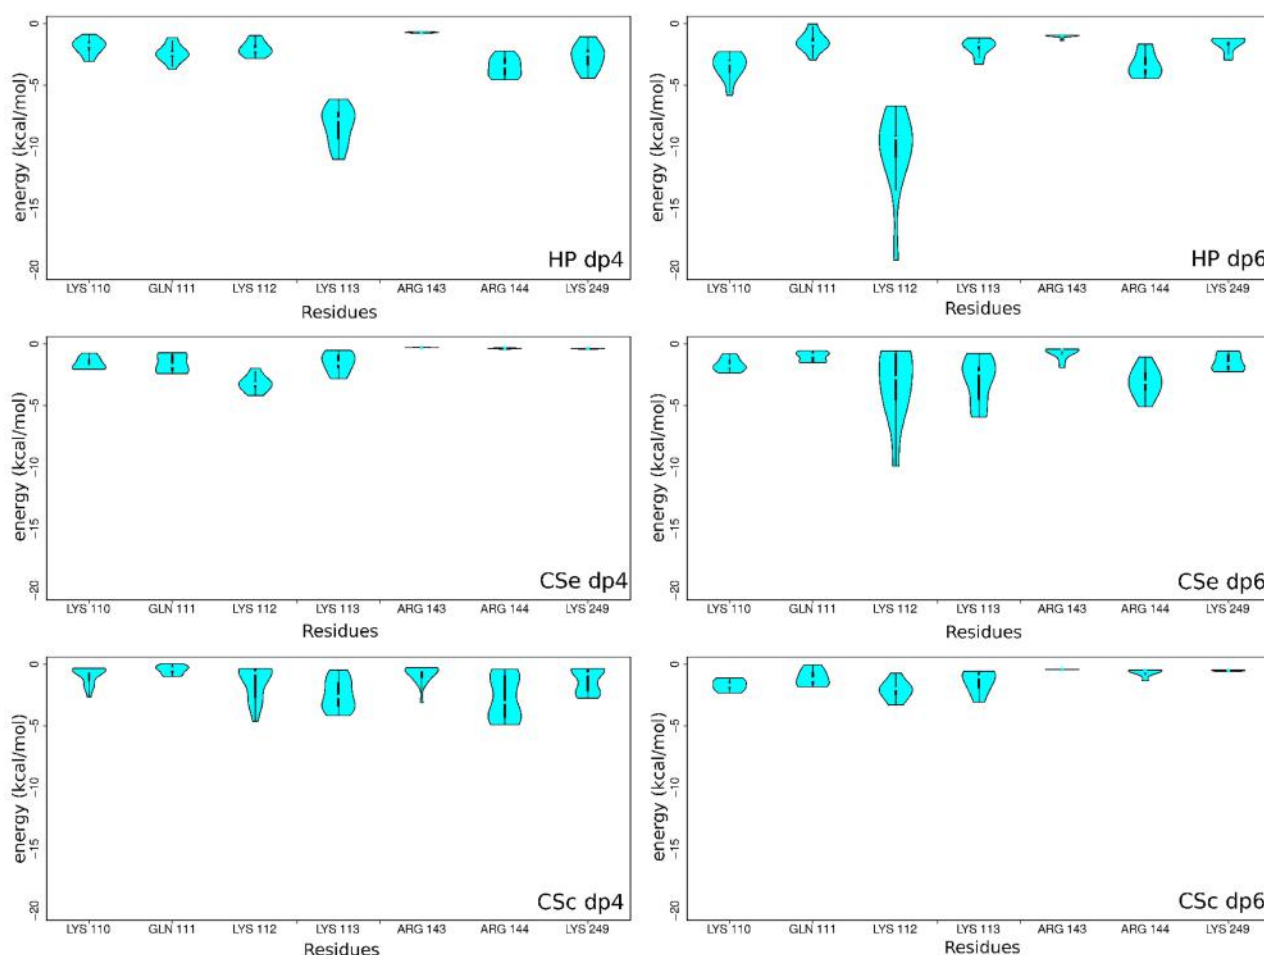 energy (kcal/mol)
0
−5
−10
−15
−20
HP dp4
LYS 110 GLN 111 LYS 112 LYS 113 ARG 143 ARG 144 LYS 249
Residues
energy (kcal/mol)
0
−5
−10
−15
−20
HP dp6
LYS 110 GLN 111 LYS 112 LYS 113 ARG 143 ARG 144 LYS 249
Residues
energy (kcal/mol)
0
−5
−10
−15
−20
CSe dp4
LYS 110 GLN 111 LYS 112 LYS 113 ARG 143 ARG 144 LYS 249
Residues
energy (kcal/mol)
0
−5
−10
−15
−20
CSe dp6
LYS 110 GLN 111 LYS 112 LYS 113 ARG 143 ARG 144 LYS 249
Residues
energy (kcal/mol)
0
−5
−10
−15
−20
CSc dp4
LYS 110 GLN 111 LYS 112 LYS 113 ARG 143 ARG 144 LYS 249
Residues
energy (kcal/mol)
0
−5
−10
−15
−20
CSc dp6
LYS 110 GLN 111 LYS 112 LYS 113 ARG 143 ARG 144 LYS 249
Residues